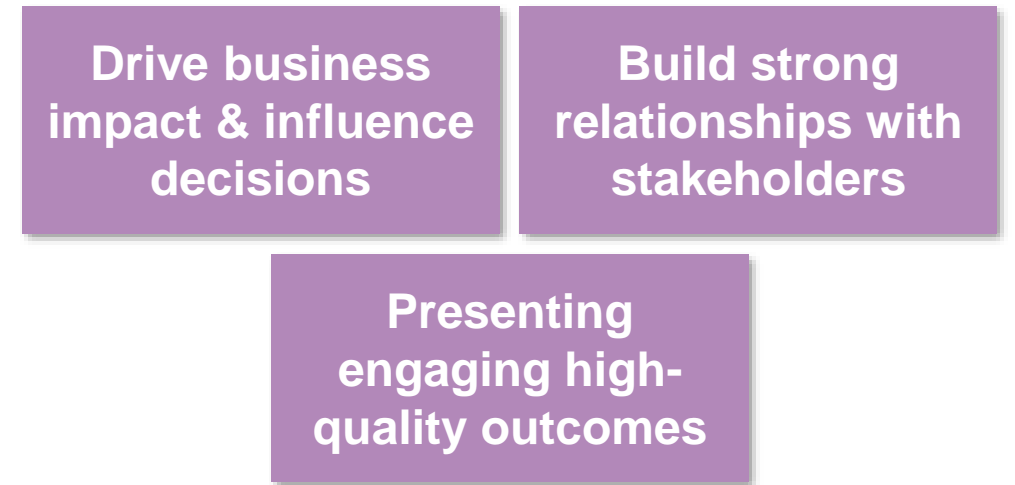 Drive business
impact & influence
decisions
Build strong
relationships with
stakeholders
Presenting
engaging high-
quality outcomes